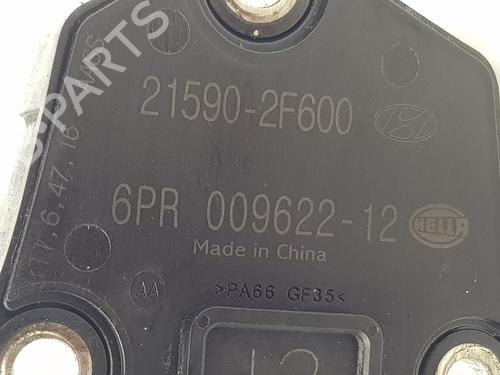 21590-2F600
6PR 009622-12
HELLA
Made in China
AA
>PA66 GF35<
PARTS